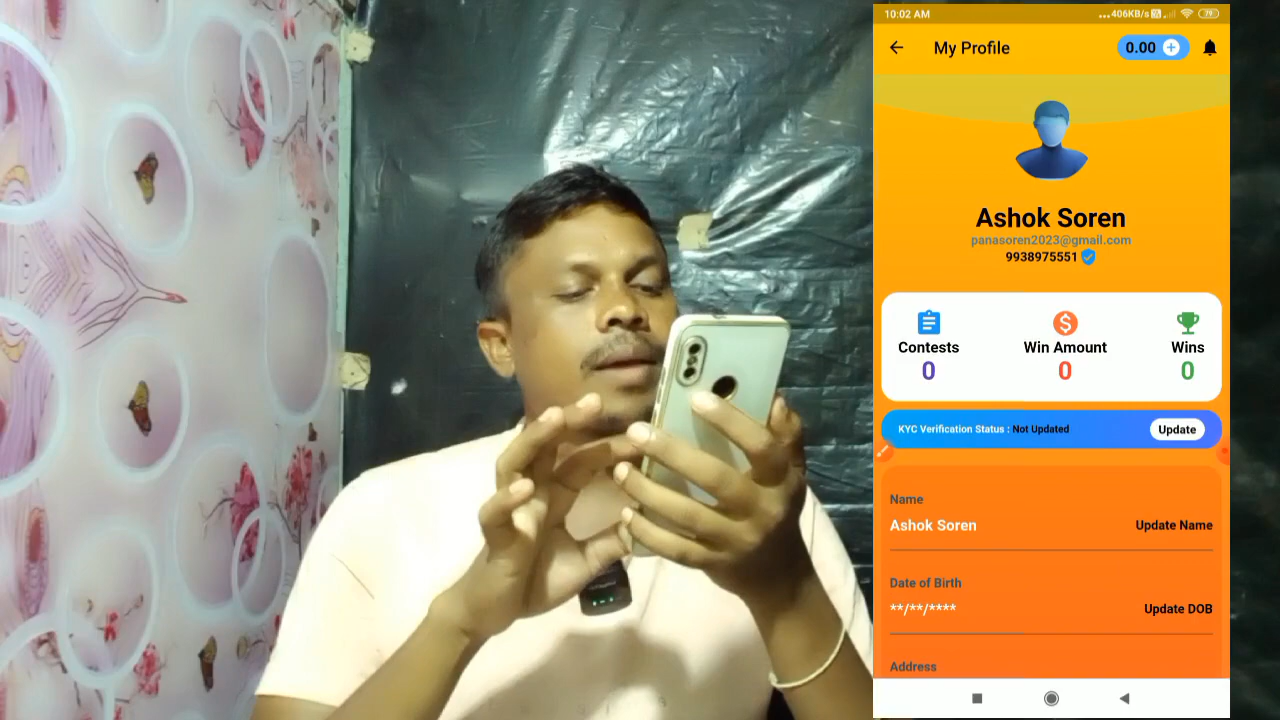 10:02 AM
...406KB/s
79
My Profile
0.00
Ashok Soren
panasoren2023@gmail.com
9938975551
Contests
Win Amount
Wins
0
0
0
KYC Verification Status : Not Updated
Update
Name
Ashok Soren
Update Name
Date of Birth
**/**/****
Update DOB
Address